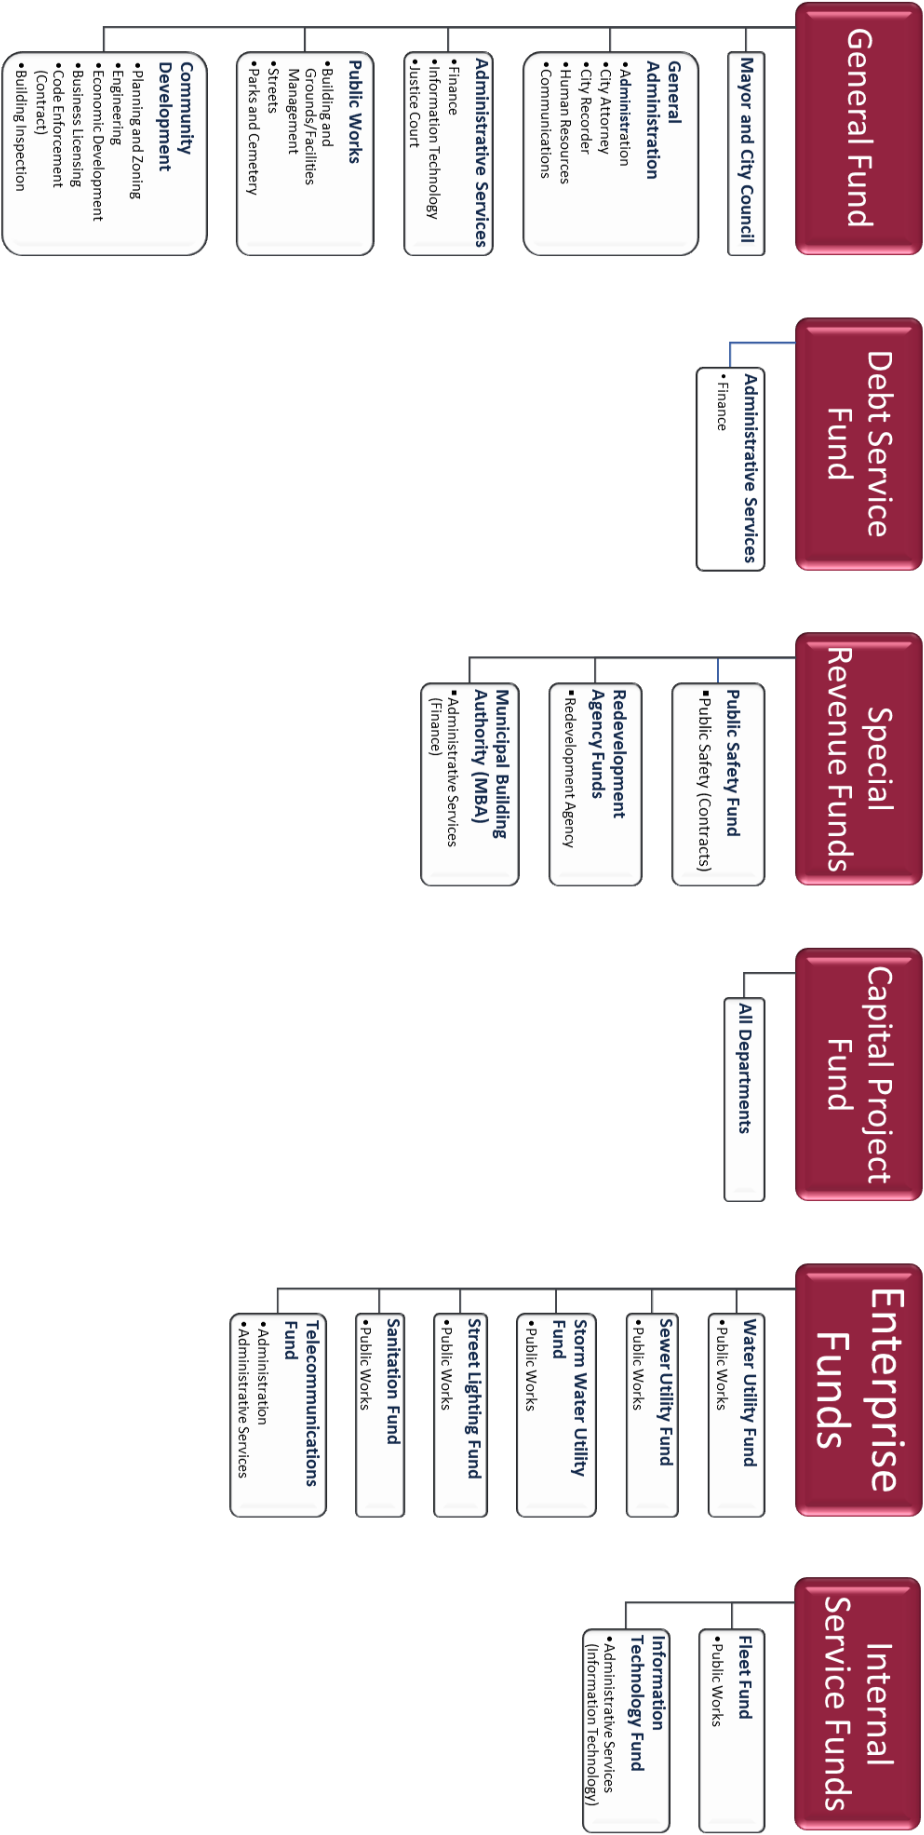 General Fund
Mayor and City Council
General
Administration
•Administration
•City Attorney
•City Recorder
•Human Resources
•Communications
Administrative Services
•Finance
•Information Technology
•Justice Court
Public Works
•Building and
Grounds/Facilities
Management
•Streets
•Parks and Cemetery
Community
Development
•Planning and Zoning
•Engineering
•Economic Development
•Business Licensing
•Code Enforcement
(Contract)
•Building Inspection
Debt Service
Fund
Administrative Services
• Finance
Special
Revenue Funds
Public Safety Fund
▪Public Safety (Contracts)
Redevelopment
Agency Funds
▪Redevelopment Agency
Municipal Building
Authority (MBA)
▪Administrative Services
(Finance)
Capital Project
Fund
All Departments
Enterprise
Funds
Water Utility Fund
•Public Works
Sewer Utility Fund
•Public Works
Storm Water Utility
Fund
•Public Works
Street Lighting Fund
•Public Works
Sanitation Fund
•Public Works
Telecommunications
Fund
•Administration
•Administrative Services
Internal
Service Funds
Fleet Fund
•Public Works
Information
Technology Fund
•Administrative Services
(Information Technology)